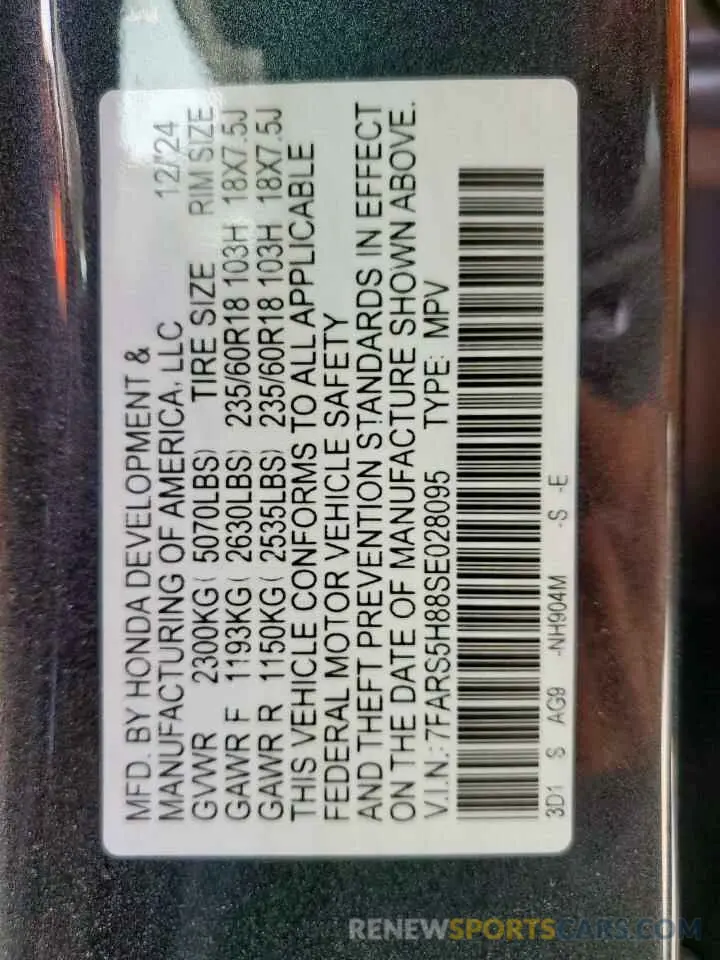 MFD. BY HONDA DEVELOPMENT & 12/24
MANUFACTURING OF AMERICA, LLC
GVWR 2300KG( 5070LBS) TIRE SIZE RIM SIZE
GAWR F 1193KG( 2630LBS) 235/60R18 103H 18X7.5J
GAWR R 1150KG( 2535LBS) 235/60R18 103H 18X7.5J
THIS VEHICLE CONFORMS TO ALL APPLICABLE
FEDERAL MOTOR VEHICLE SAFETY
AND THEFT PREVENTION STANDARDS IN EFFECT
ON THE DATE OF MANUFACTURE SHOWN ABOVE.
V.I.N.: 7FARS5H88SE028095 TYPE: MPV
3D1 S AG9 -NH904M -S -E
RENEWSPORTSCARS.COM